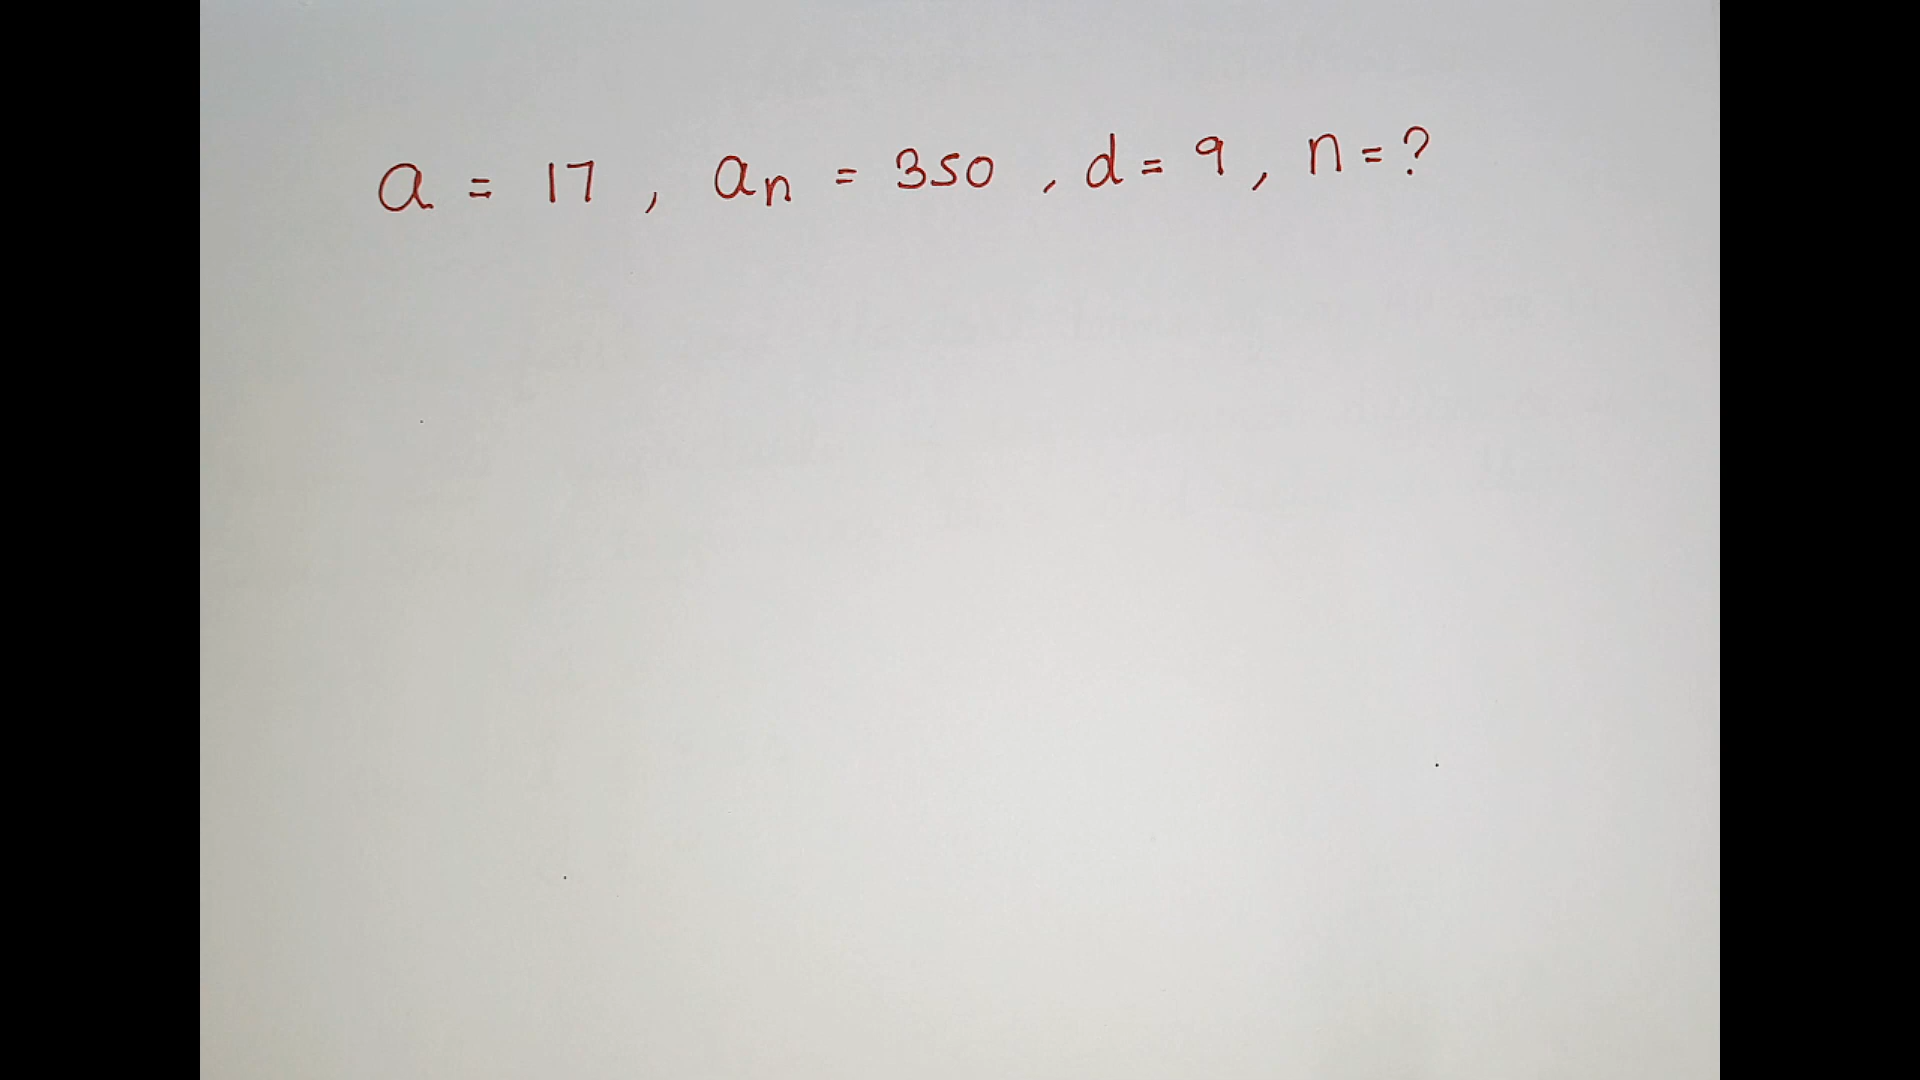 a = 17 , an = 350 , d = 9 , n = ?